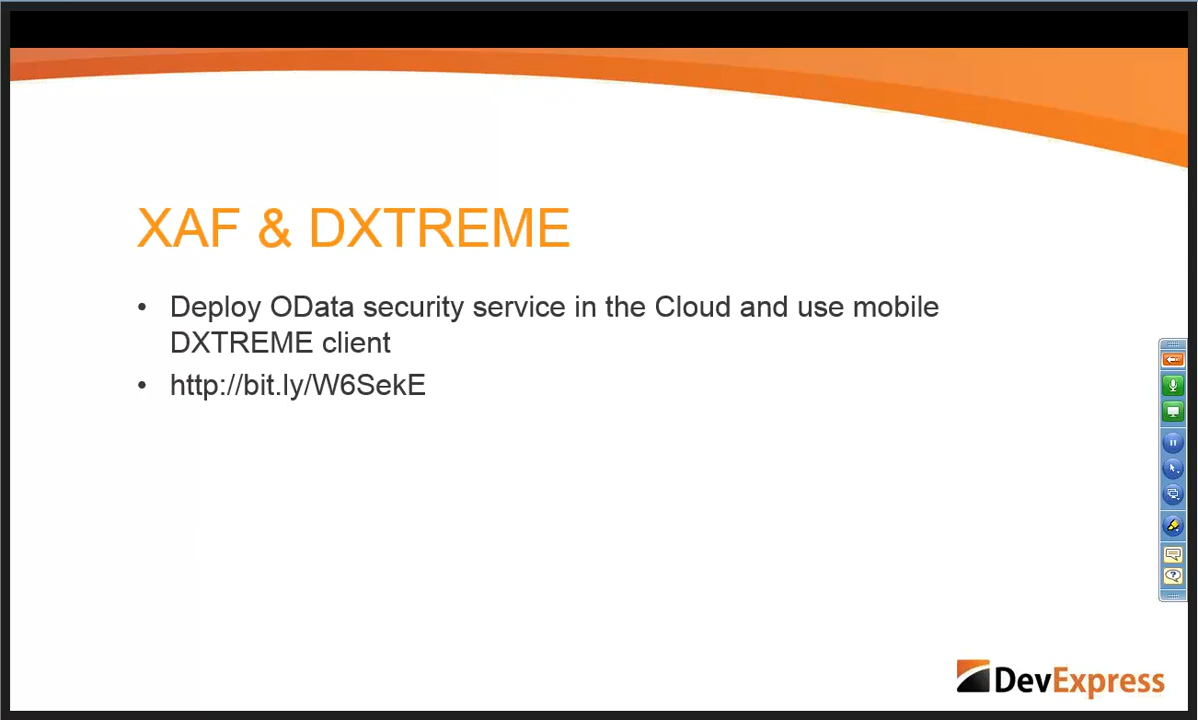 XAF & DXTREME
• Deploy OData security service in the Cloud and use mobile
DXTREME client
• http://bit.ly/W6SekE
DevExpress